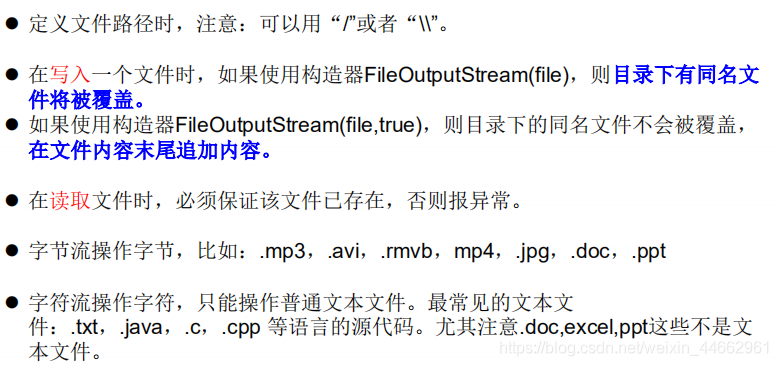 ● 定义文件路径时，注意：可以用“/”或者“\\”。
● 在写入一个文件时，如果使用构造器FileOutputStream(file)，则目录下有同名文
件将被覆盖。
● 如果使用构造器FileOutputStream(file,true)，则目录下的同名文件不会被覆盖，
在文件内容末尾追加内容。
● 在读取文件时，必须保证该文件已存在，否则报异常。
● 字节流操作字节，比如：.mp3，.avi，.rmvb，mp4，.jpg，.doc，.ppt
● 字符流操作字符，只能操作普通文本文件。最常见的文本文
件：.txt，.java，.c，.cpp 等语言的源代码。尤其注意.doc,excel,ppt这些不是文
本文件。
https://blog.csdn.net/weixin_44662961